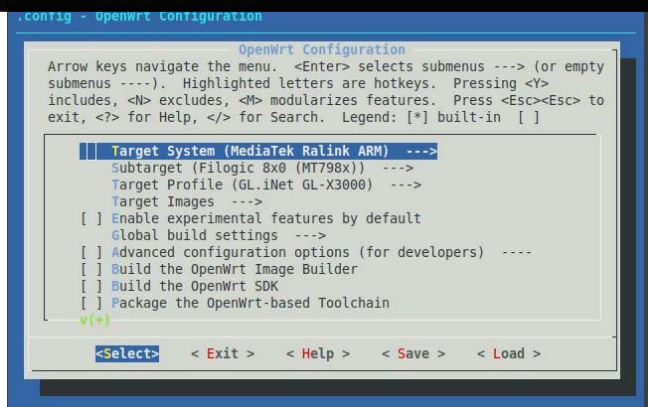 .config - OpenWrt Configuration
OpenWrt Configuration
Arrow keys navigate the menu.  <Enter> selects submenus ---> (or empty
submenus ----).  Highlighted letters are hotkeys.  Pressing <Y>
includes, <N> excludes, <M> modularizes features.  Press <Esc><Esc> to
exit, <?> for Help, </> for Search.  Legend: [*] built-in  [ ]
Target System (MediaTek Ralink ARM)  --->
Subtarget (Filogic 8x0 (MT798x))  --->
Target Profile (GL.iNet GL-X3000)  --->
Target Images  --->
[ ] Enable experimental features by default
Global build settings  --->
[ ] Advanced configuration options (for developers)  ----
[ ] Build the OpenWrt Image Builder
[ ] Build the OpenWrt SDK
[ ] Package the OpenWrt-based Toolchain
v(+)
<Select>    < Exit >    < Help >    < Save >    < Load >